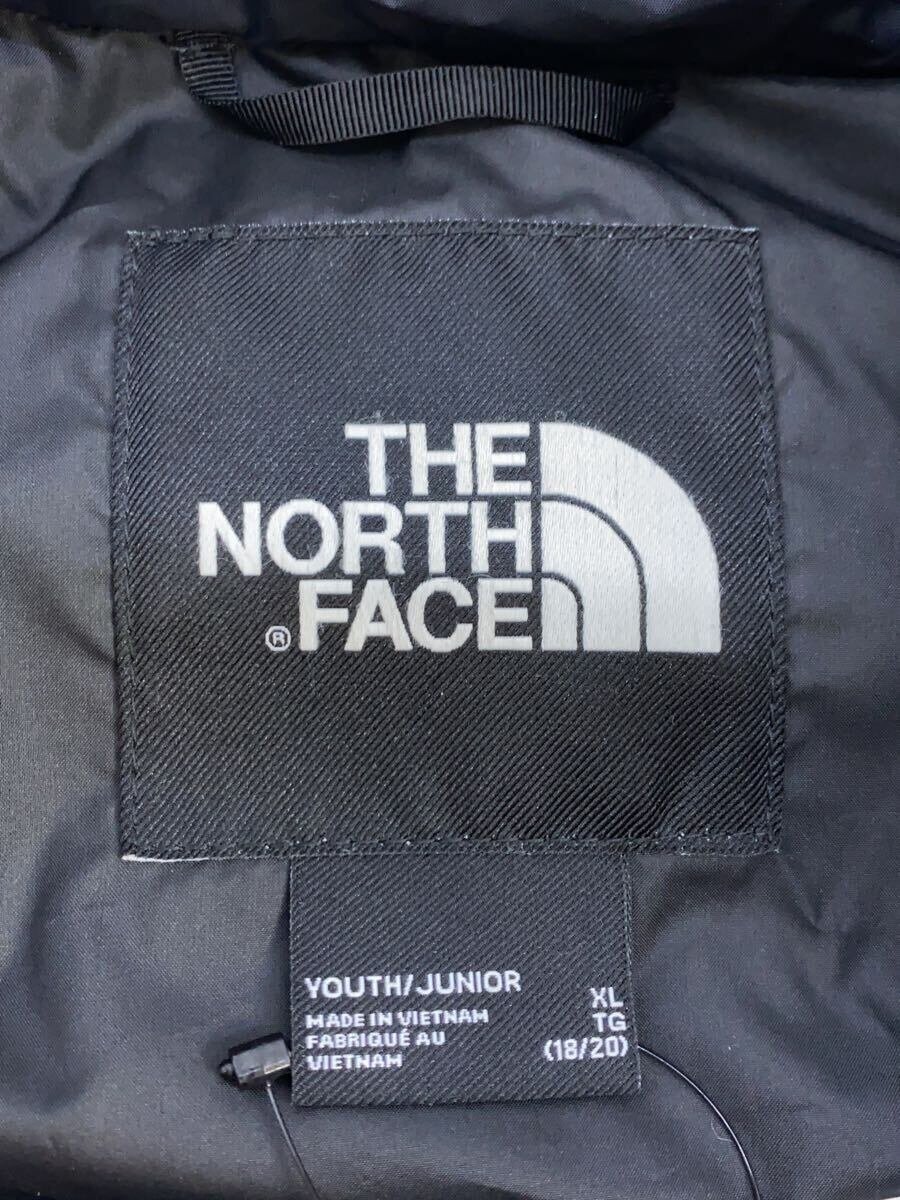 THE
NORTH
® FACE
YOUTH/JUNIOR
MADE IN VIETNAM
FABRIQUÉ AU
VIETNAM
XL
TG
(18/20)